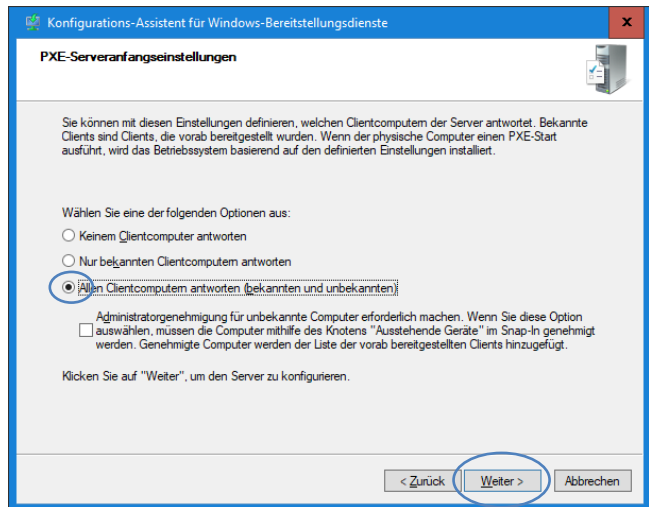 Konfigurations-Assistent für Windows-Bereitstellungsdienste
x
PXE-Serveranfangseinstellungen
Sie können mit diesen Einstellungen definieren, welchen Clientcomputern der Server antwortet. Bekannte
Clients sind Clients, die vorab bereitgestellt wurden. Wenn der physische Computer einen PXE-Start
ausführt, wird das Betriebssystem basierend auf den definierten Einstellungen installiert.
Wählen Sie eine der folgenden Optionen aus:
Keinem Clientcomputer antworten
Nur bekannten Clientcomputern antworten
Allen Clientcomputern antworten (bekannten und unbekannten)
Administratorgenehmigung für unbekannte Computer erforderlich machen. Wenn Sie diese Option
auswählen, müssen die Computer mithilfe des Knotens "Ausstehende Geräte" im Snap-In genehmigt
werden. Genehmigte Computer werden der Liste der vorab bereitgestellten Clients hinzugefügt.
Klicken Sie auf "Weiter", um den Server zu konfigurieren.
< Zurück Weiter > Abbrechen